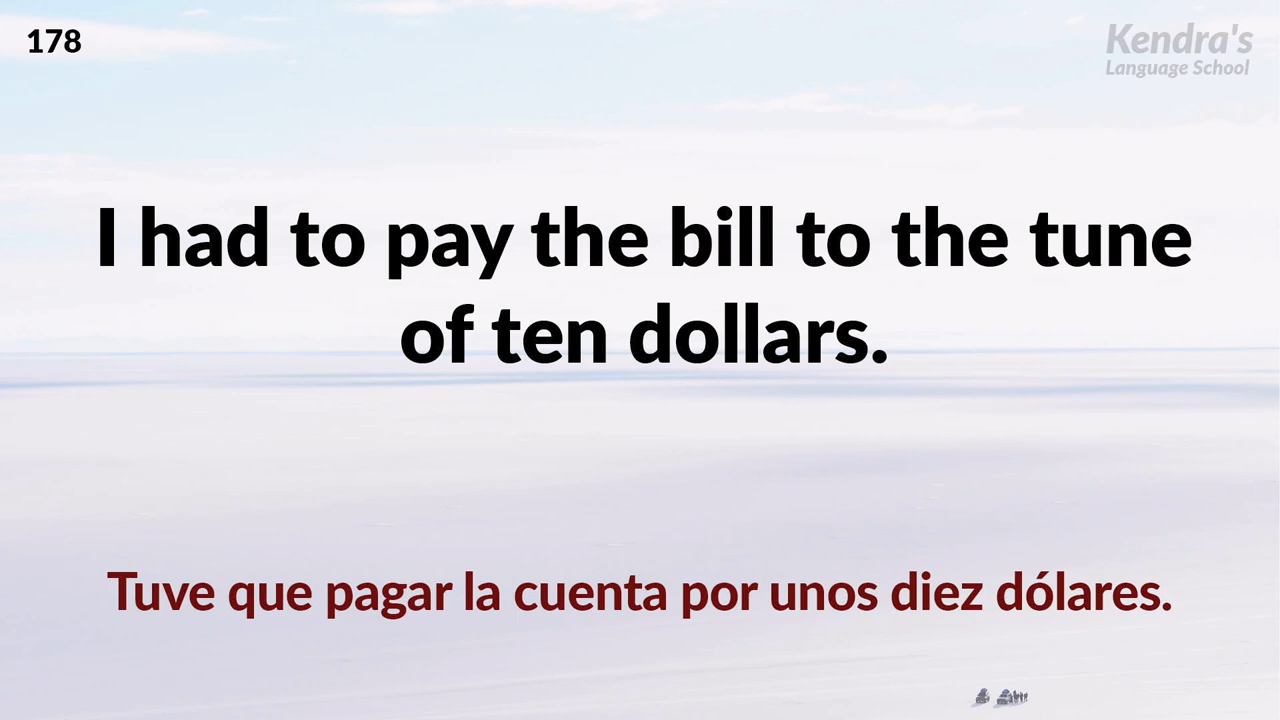 178
Kendra's
Language School
I had to pay the bill to the tune
of ten dollars.
Tuve que pagar la cuenta por unos diez dólares.